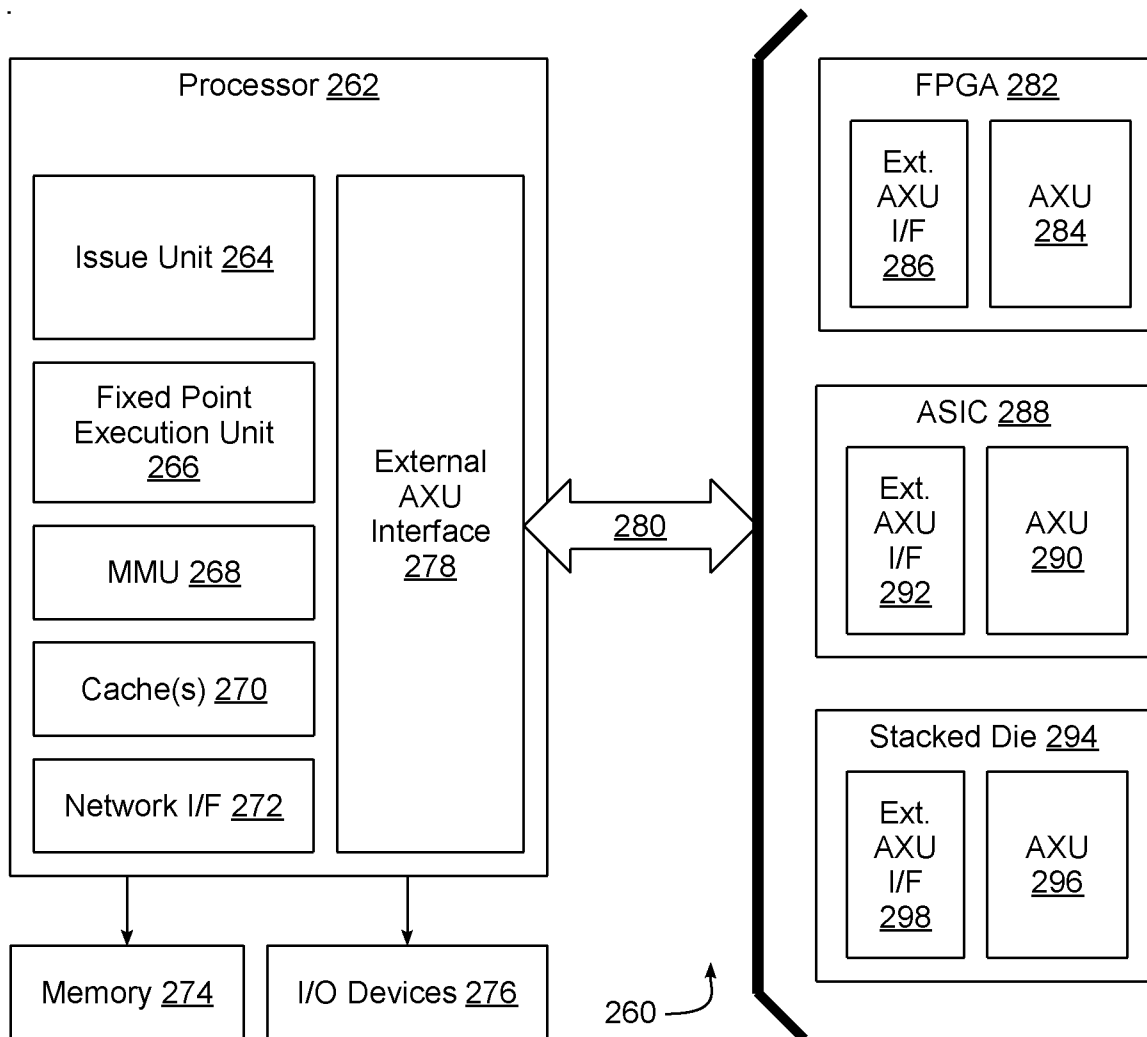 Processor 262
Issue Unit 264
Fixed Point
Execution Unit
266
MMU 268
Cache(s) 270
Network I/F 272
External
AXU
Interface
278
Memory 274
I/O Devices 276
280
260
FPGA 282
Ext.
AXU
I/F
286
AXU
284
ASIC 288
Ext.
AXU
I/F
292
AXU
290
Stacked Die 294
Ext.
AXU
I/F
298
AXU
296